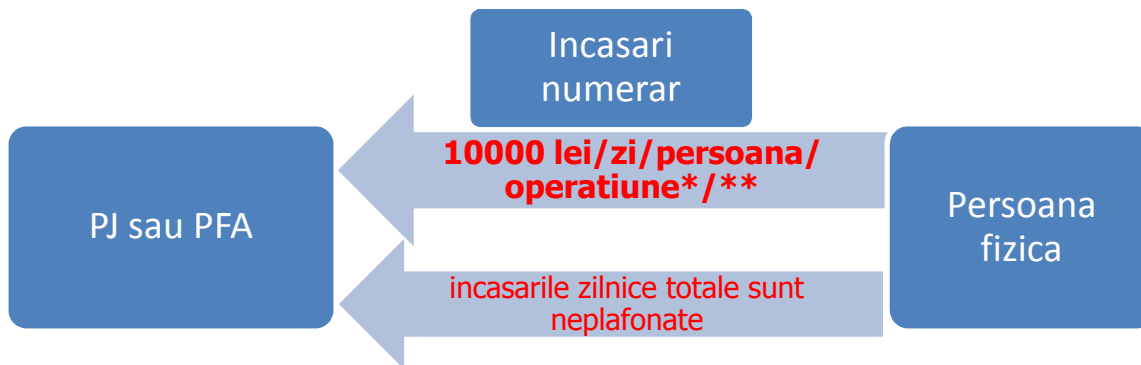 Incasari
numerar
10000 lei/zi/persoana/
operatiune*/**
PJ sau PFA
Persoana
fizica
incasarile zilnice totale sunt
neplafonate